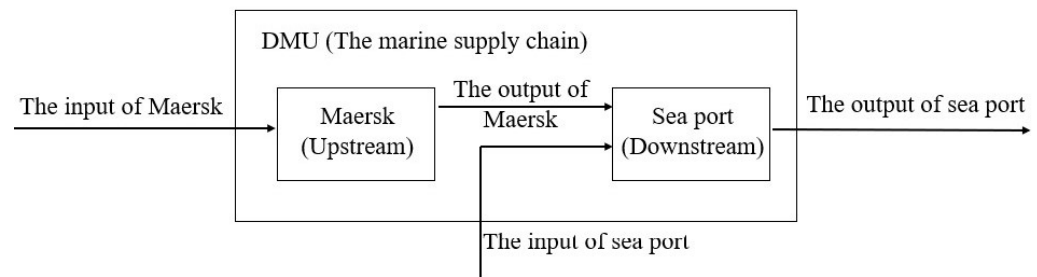 DMU (The marine supply chain)
The input of Maersk
Maersk
(Upstream)
The output of
Maersk
Sea port
(Downstream)
The output of sea port
The input of sea port